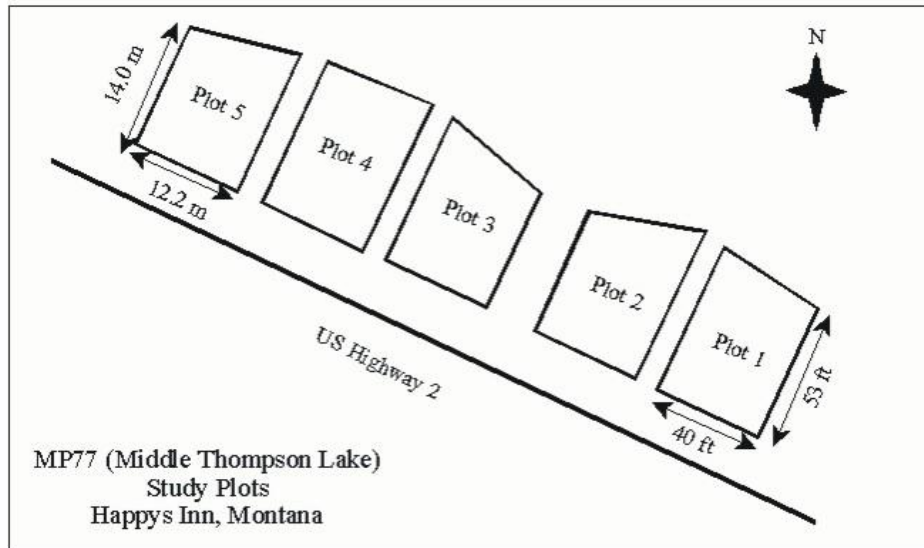 N
14.0 m
Plot 5
Plot 4
12.2 m
Plot 3
Plot 2
Plot 1
53 ft
US Highway 2
40 ft
MP77 (Middle Thompson Lake)
Study Plots
Happys Inn, Montana